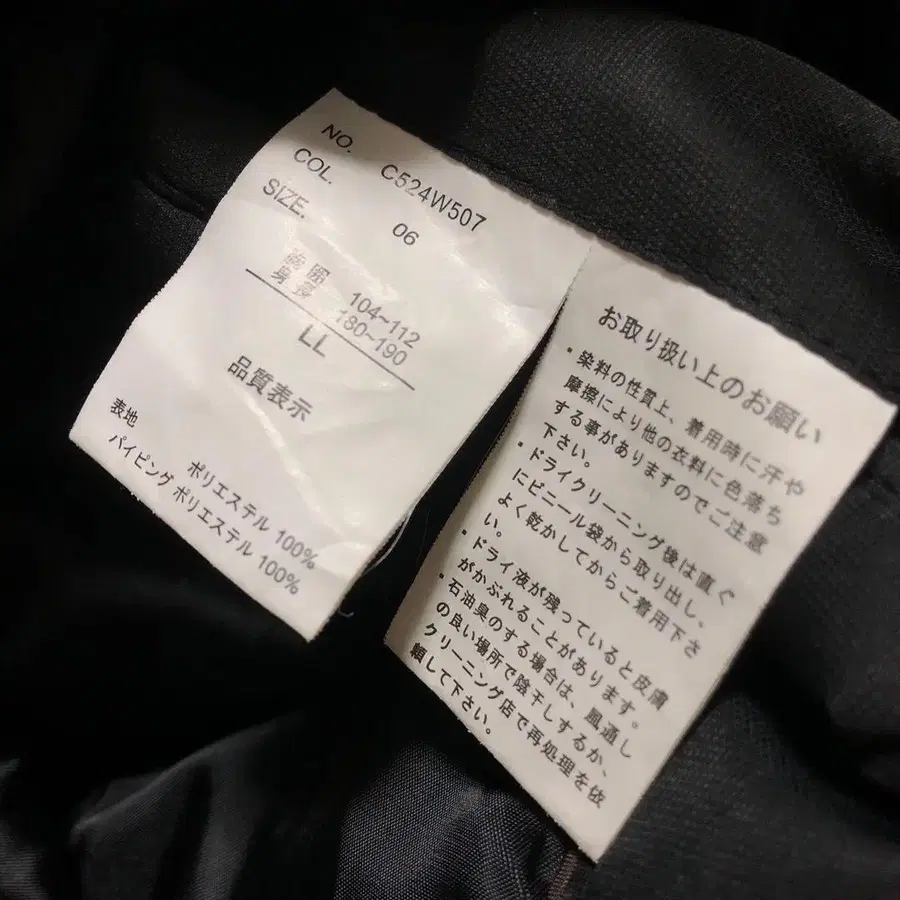 NO. C524W507
COL. 06
SIZE.
胸囲 104~112
身長 180~190
LL
品質表示
表地 ポリエステル 100%
パイピング ポリエステル 100%
お取り扱い上のお願い
・染料の性質上、着用時に汗や
摩擦により他の衣料に色落ち
する事がありますのでご注意
下さい。
・ドライクリーニング後は直ぐ
にビニール袋から取り出し、
よく乾かしてからご着用下さ
い。
・ドライ液が残っていると皮膚
がかぶれることがあります。
・石油臭のする場合は、風通し
の良い場所で陰干しするか、
クリーニング店で再処理を依
頼して下さい。